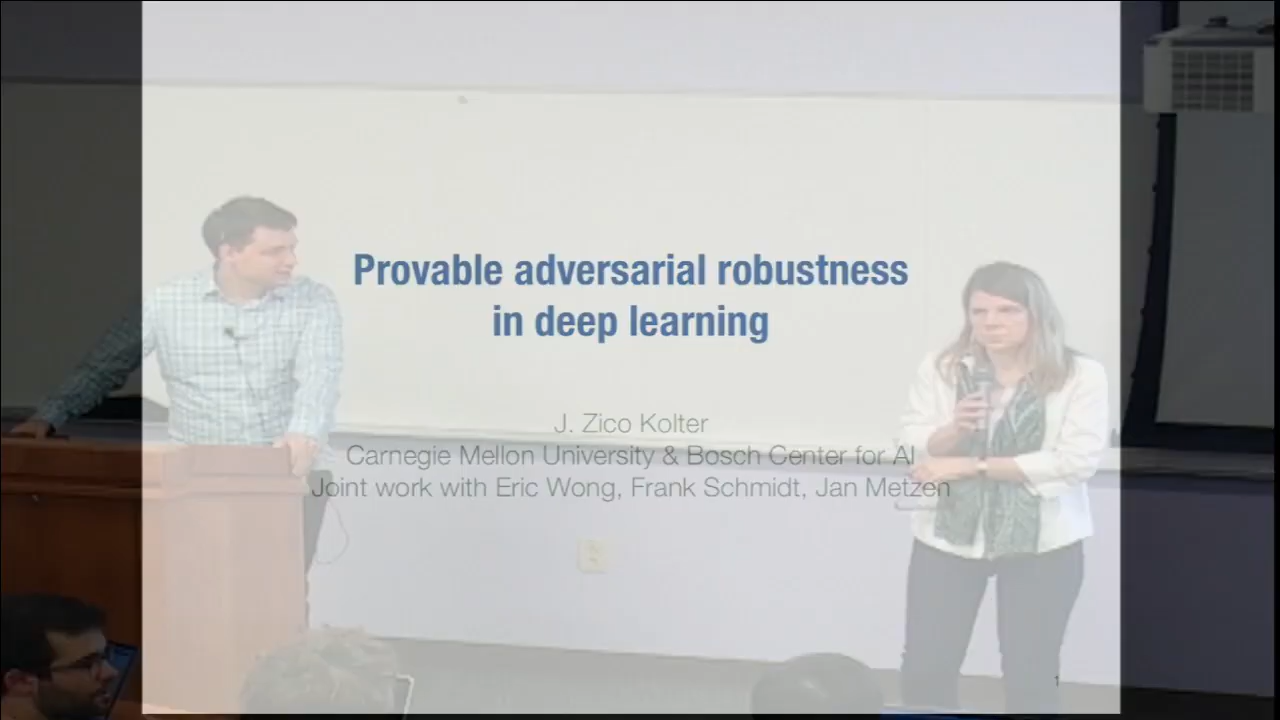 Provable adversarial robustness
in deep learning
J. Zico Kolter
Carnegie Mellon University & Bosch Center for AI
Joint work with Eric Wong, Frank Schmidt, Jan Metzen
1